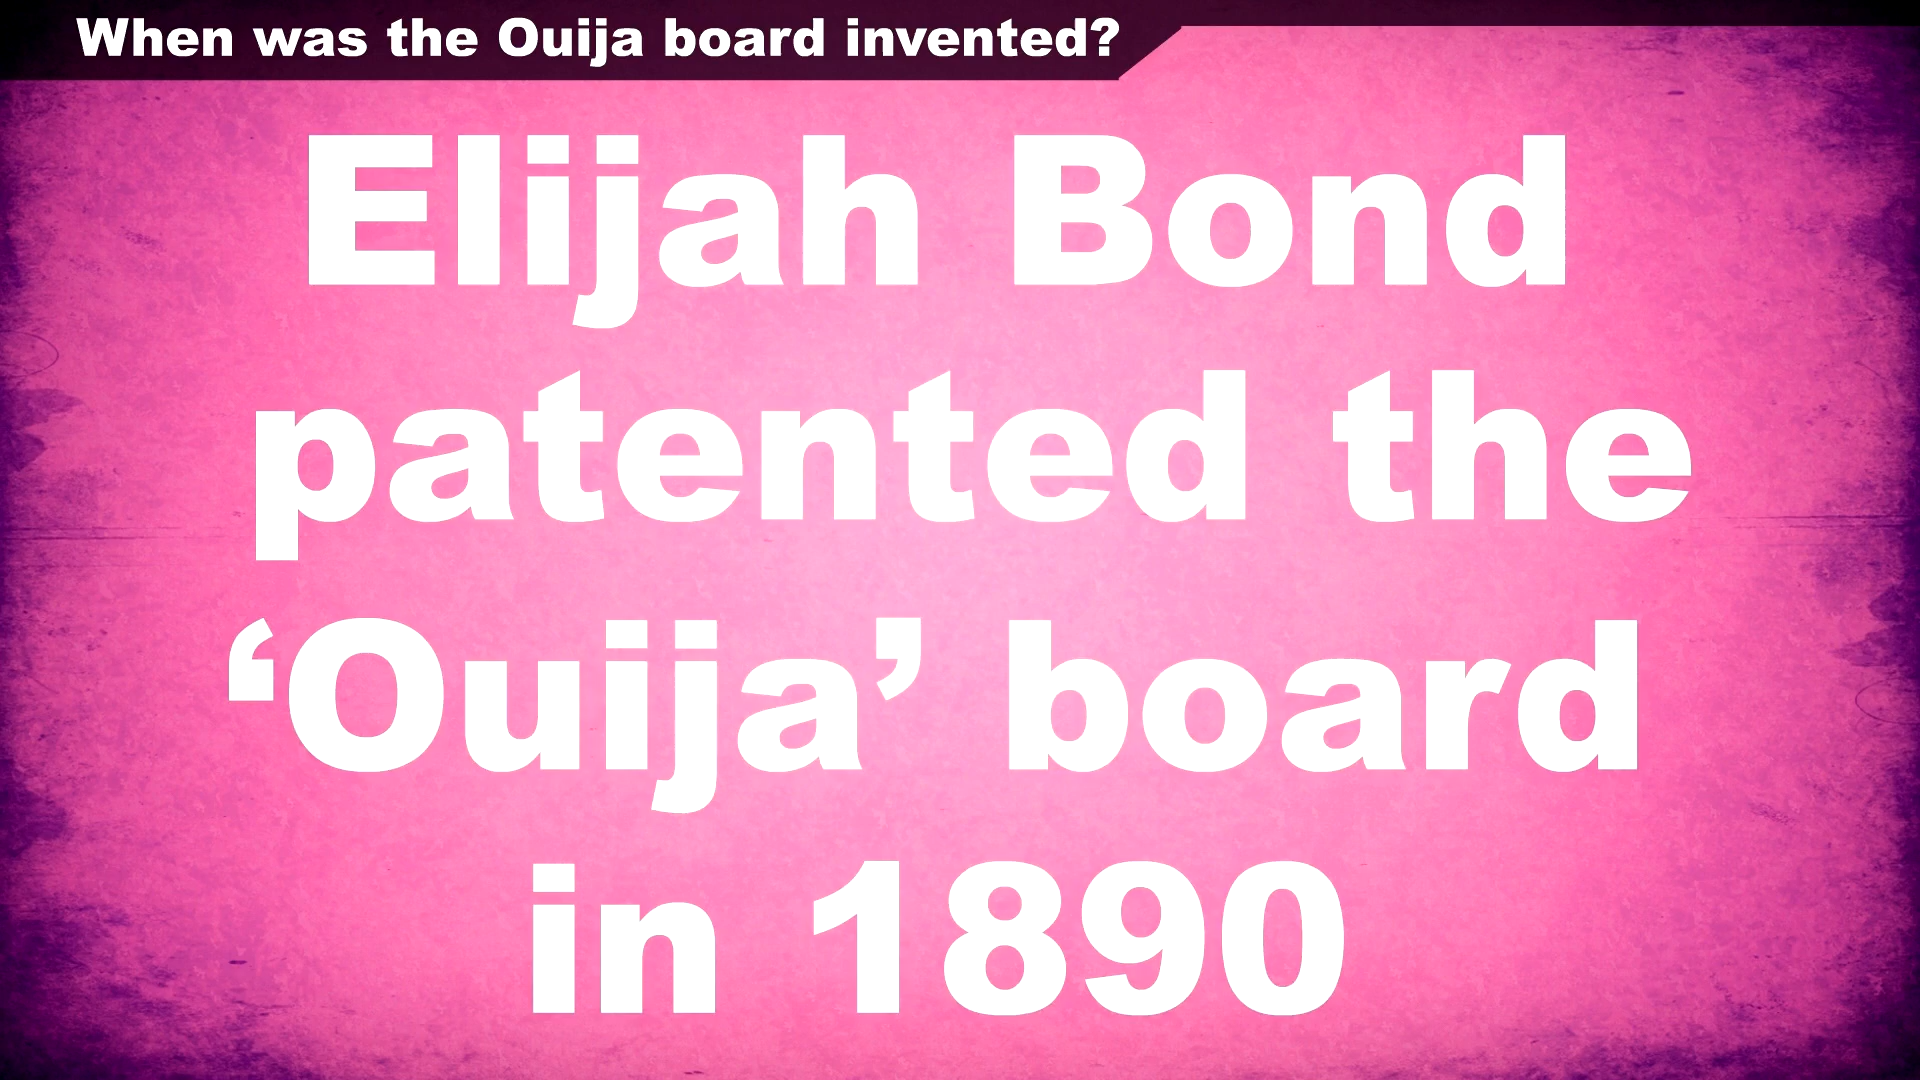 When was the Ouija board invented?
Elijah Bond
patented the
‘Ouija’ board
in 1890